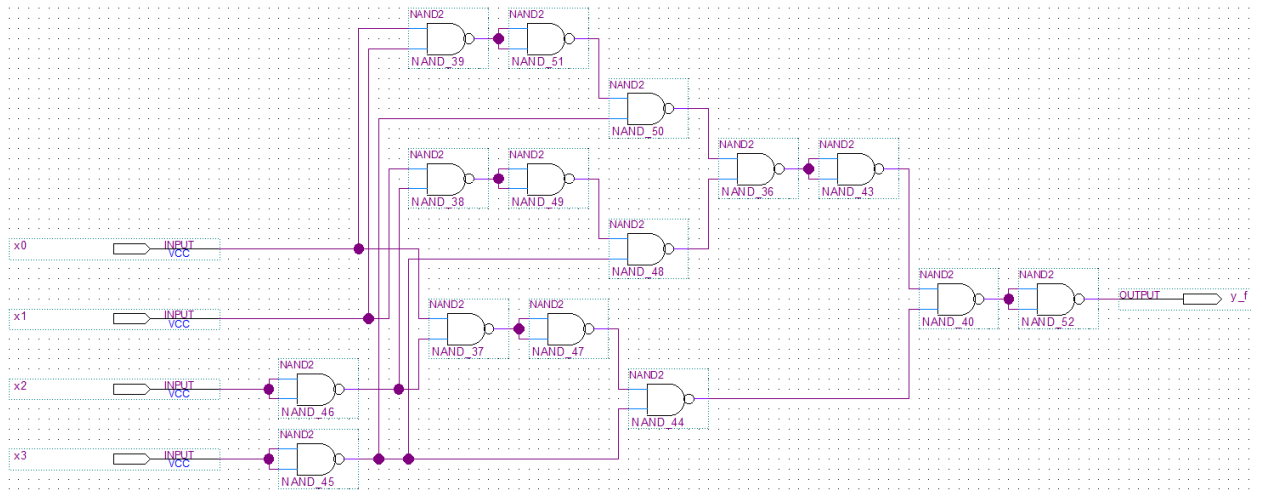 NAND2
NAND_39
NAND2
NAND_51
NAND2
NAND_50
NAND2
NAND_38
NAND2
NAND_49
NAND2
NAND_36
NAND2
NAND_43
NAND2
NAND_48
x0
INPUT
VCC
x1
INPUT
VCC
NAND2
NAND_37
NAND2
NAND_47
NAND2
NAND_40
NAND2
NAND_52
OUTPUT
y_f
x2
INPUT
VCC
NAND2
NAND_46
NAND2
NAND_44
x3
INPUT
VCC
NAND2
NAND_45